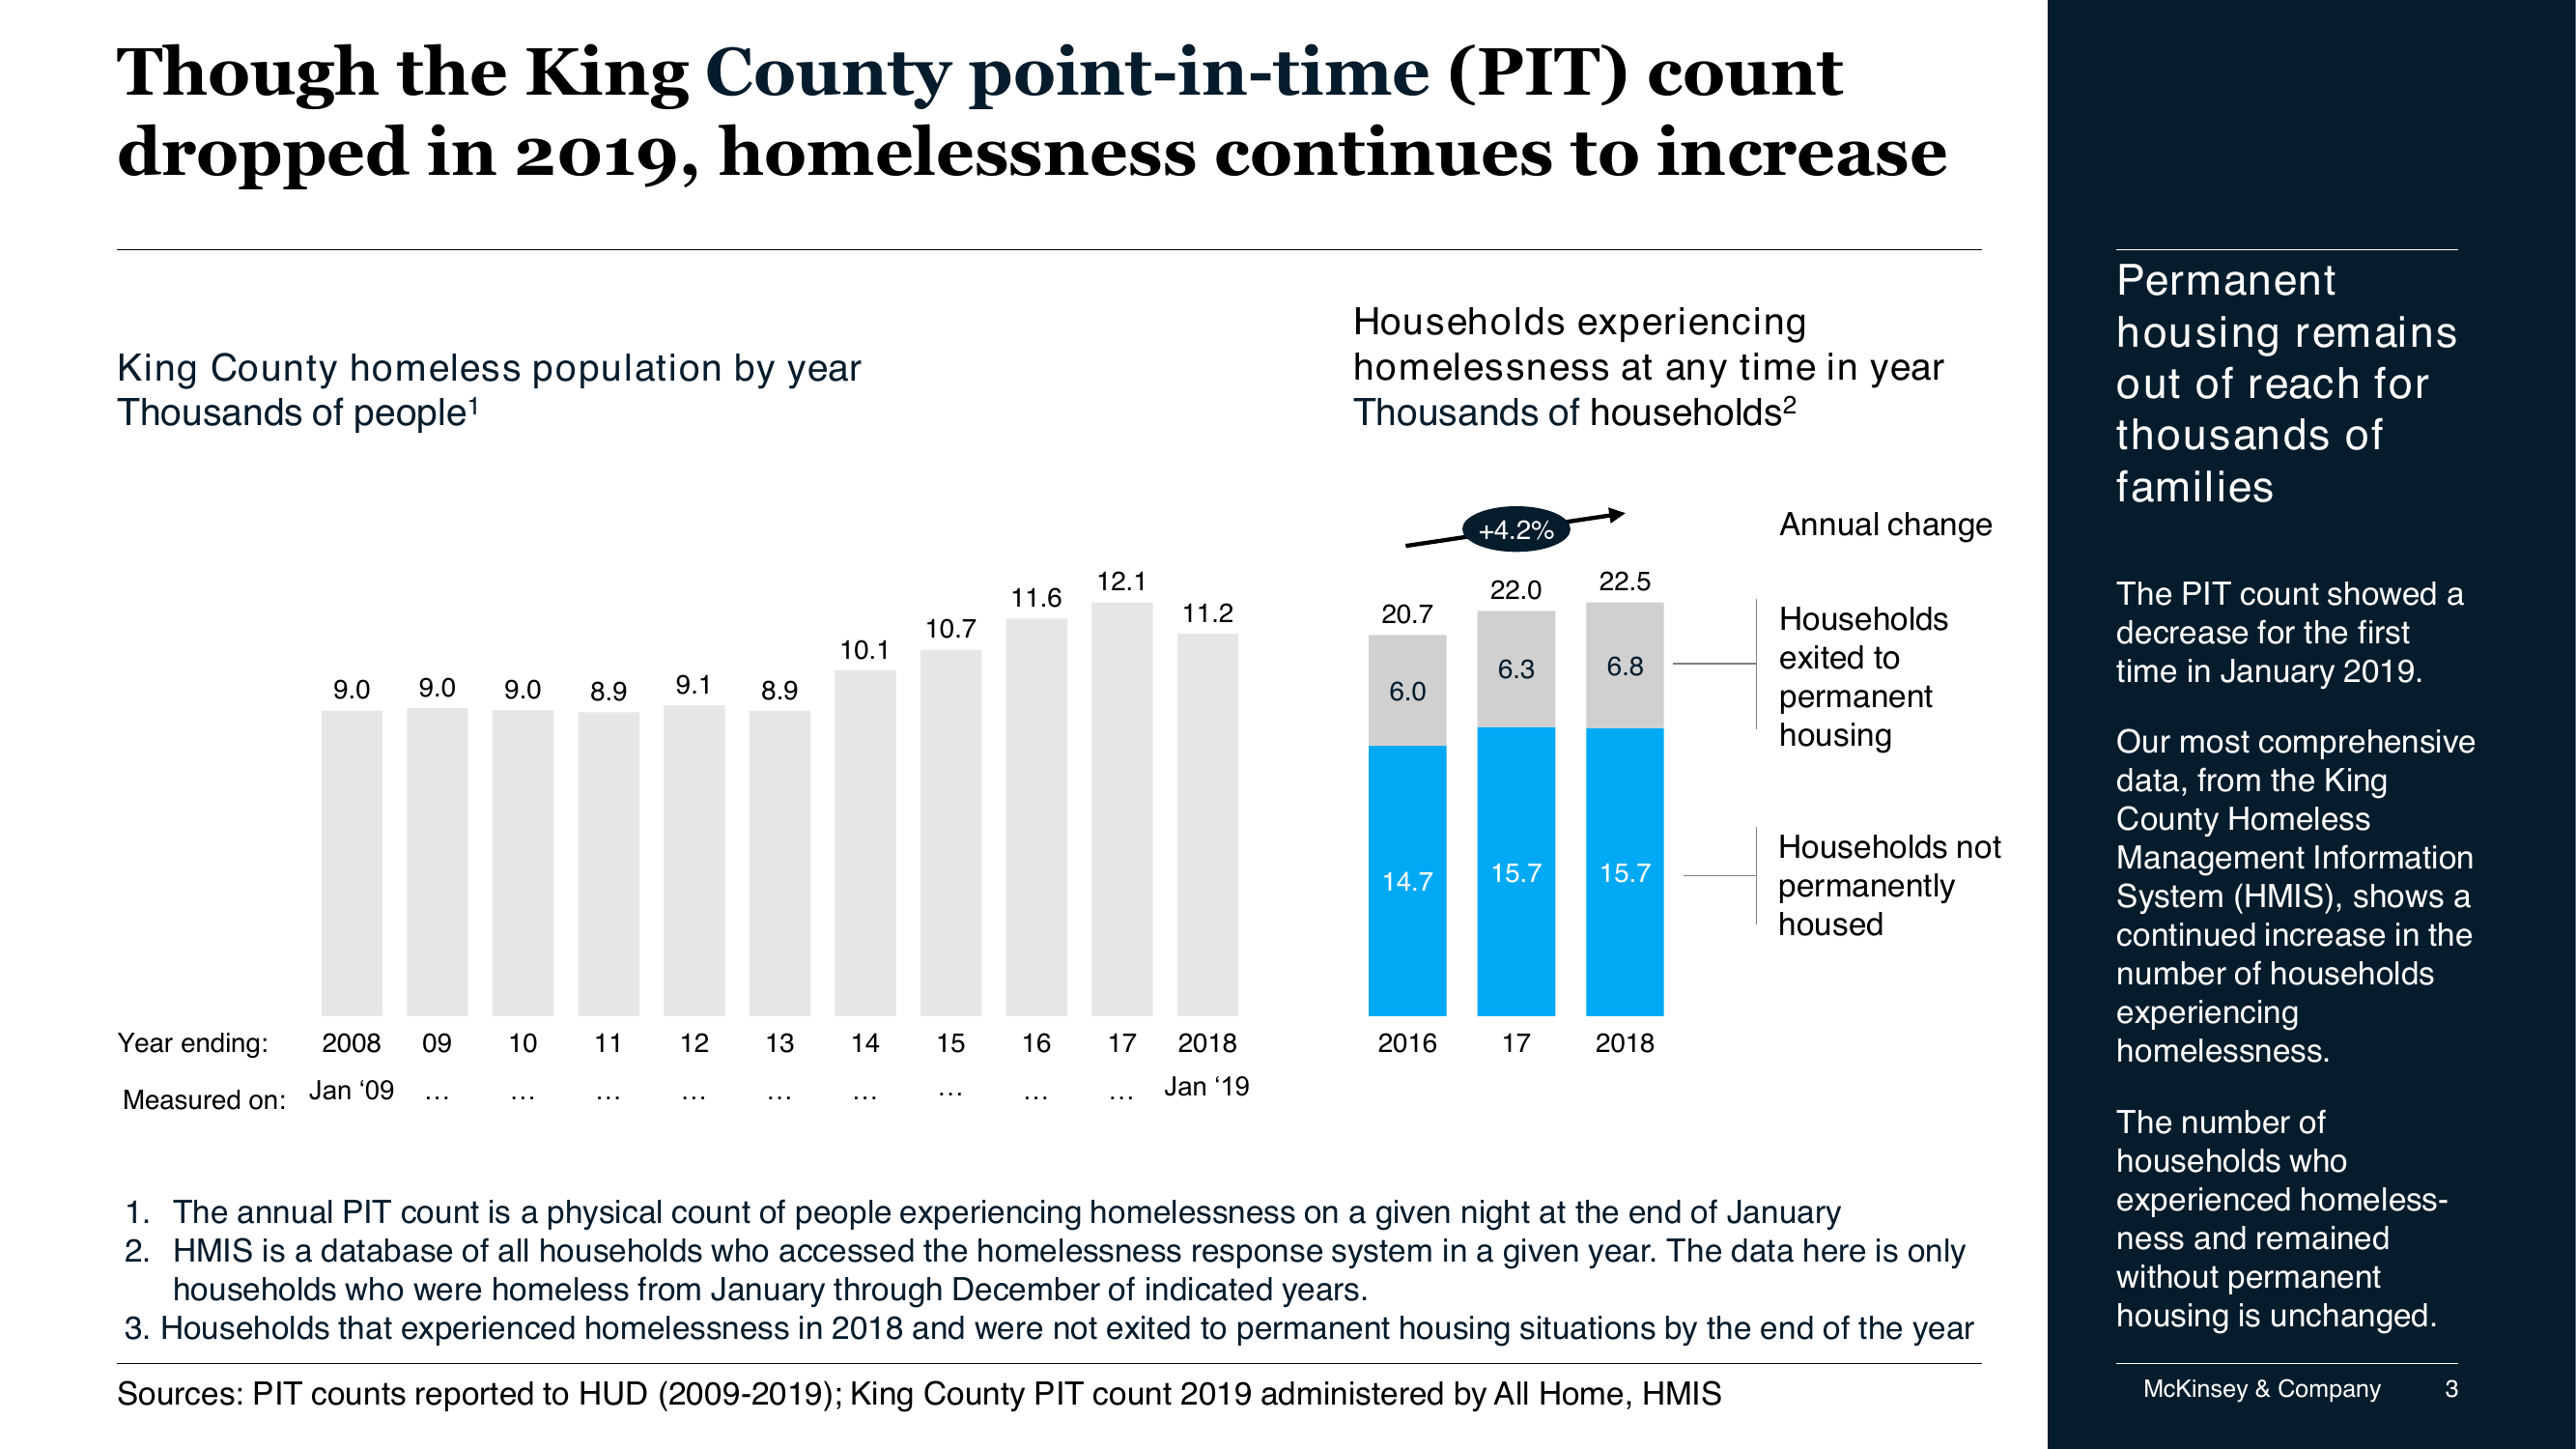 Though the King County point-in-time (PIT) count
dropped in 2019, homelessness continues to increase
King County homeless population by year
Thousands of people¹
9.0
9.0
9.0
8.9
9.1
8.9
10.1
10.7
11.6
12.1
11.2
Year ending: 2008 09 10 11 12 13 14 15 16 17 2018
Measured on: Jan ‘09 … … … … … … … … … Jan ‘19
Households experiencing
homelessness at any time in year
Thousands of households²
+4.2%
Annual change
20.7 22.0 22.5
6.0 6.3 6.8
14.7 15.7 15.7
2016 17 2018
Households
exited to
permanent
housing
Households not
permanently
housed
1. The annual PIT count is a physical count of people experiencing homelessness on a given night at the end of January
2. HMIS is a database of all households who accessed the homelessness response system in a given year. The data here is only
households who were homeless from January through December of indicated years.
3. Households that experienced homelessness in 2018 and were not exited to permanent housing situations by the end of the year
Sources: PIT counts reported to HUD (2009-2019); King County PIT count 2019 administered by All Home, HMIS
Permanent
housing remains
out of reach for
thousands of
families
The PIT count showed a
decrease for the first
time in January 2019.
Our most comprehensive
data, from the King
County Homeless
Management Information
System (HMIS), shows a
continued increase in the
number of households
experiencing
homelessness.
The number of
households who
experienced homeless-
ness and remained
without permanent
housing is unchanged.
McKinsey & Company 3